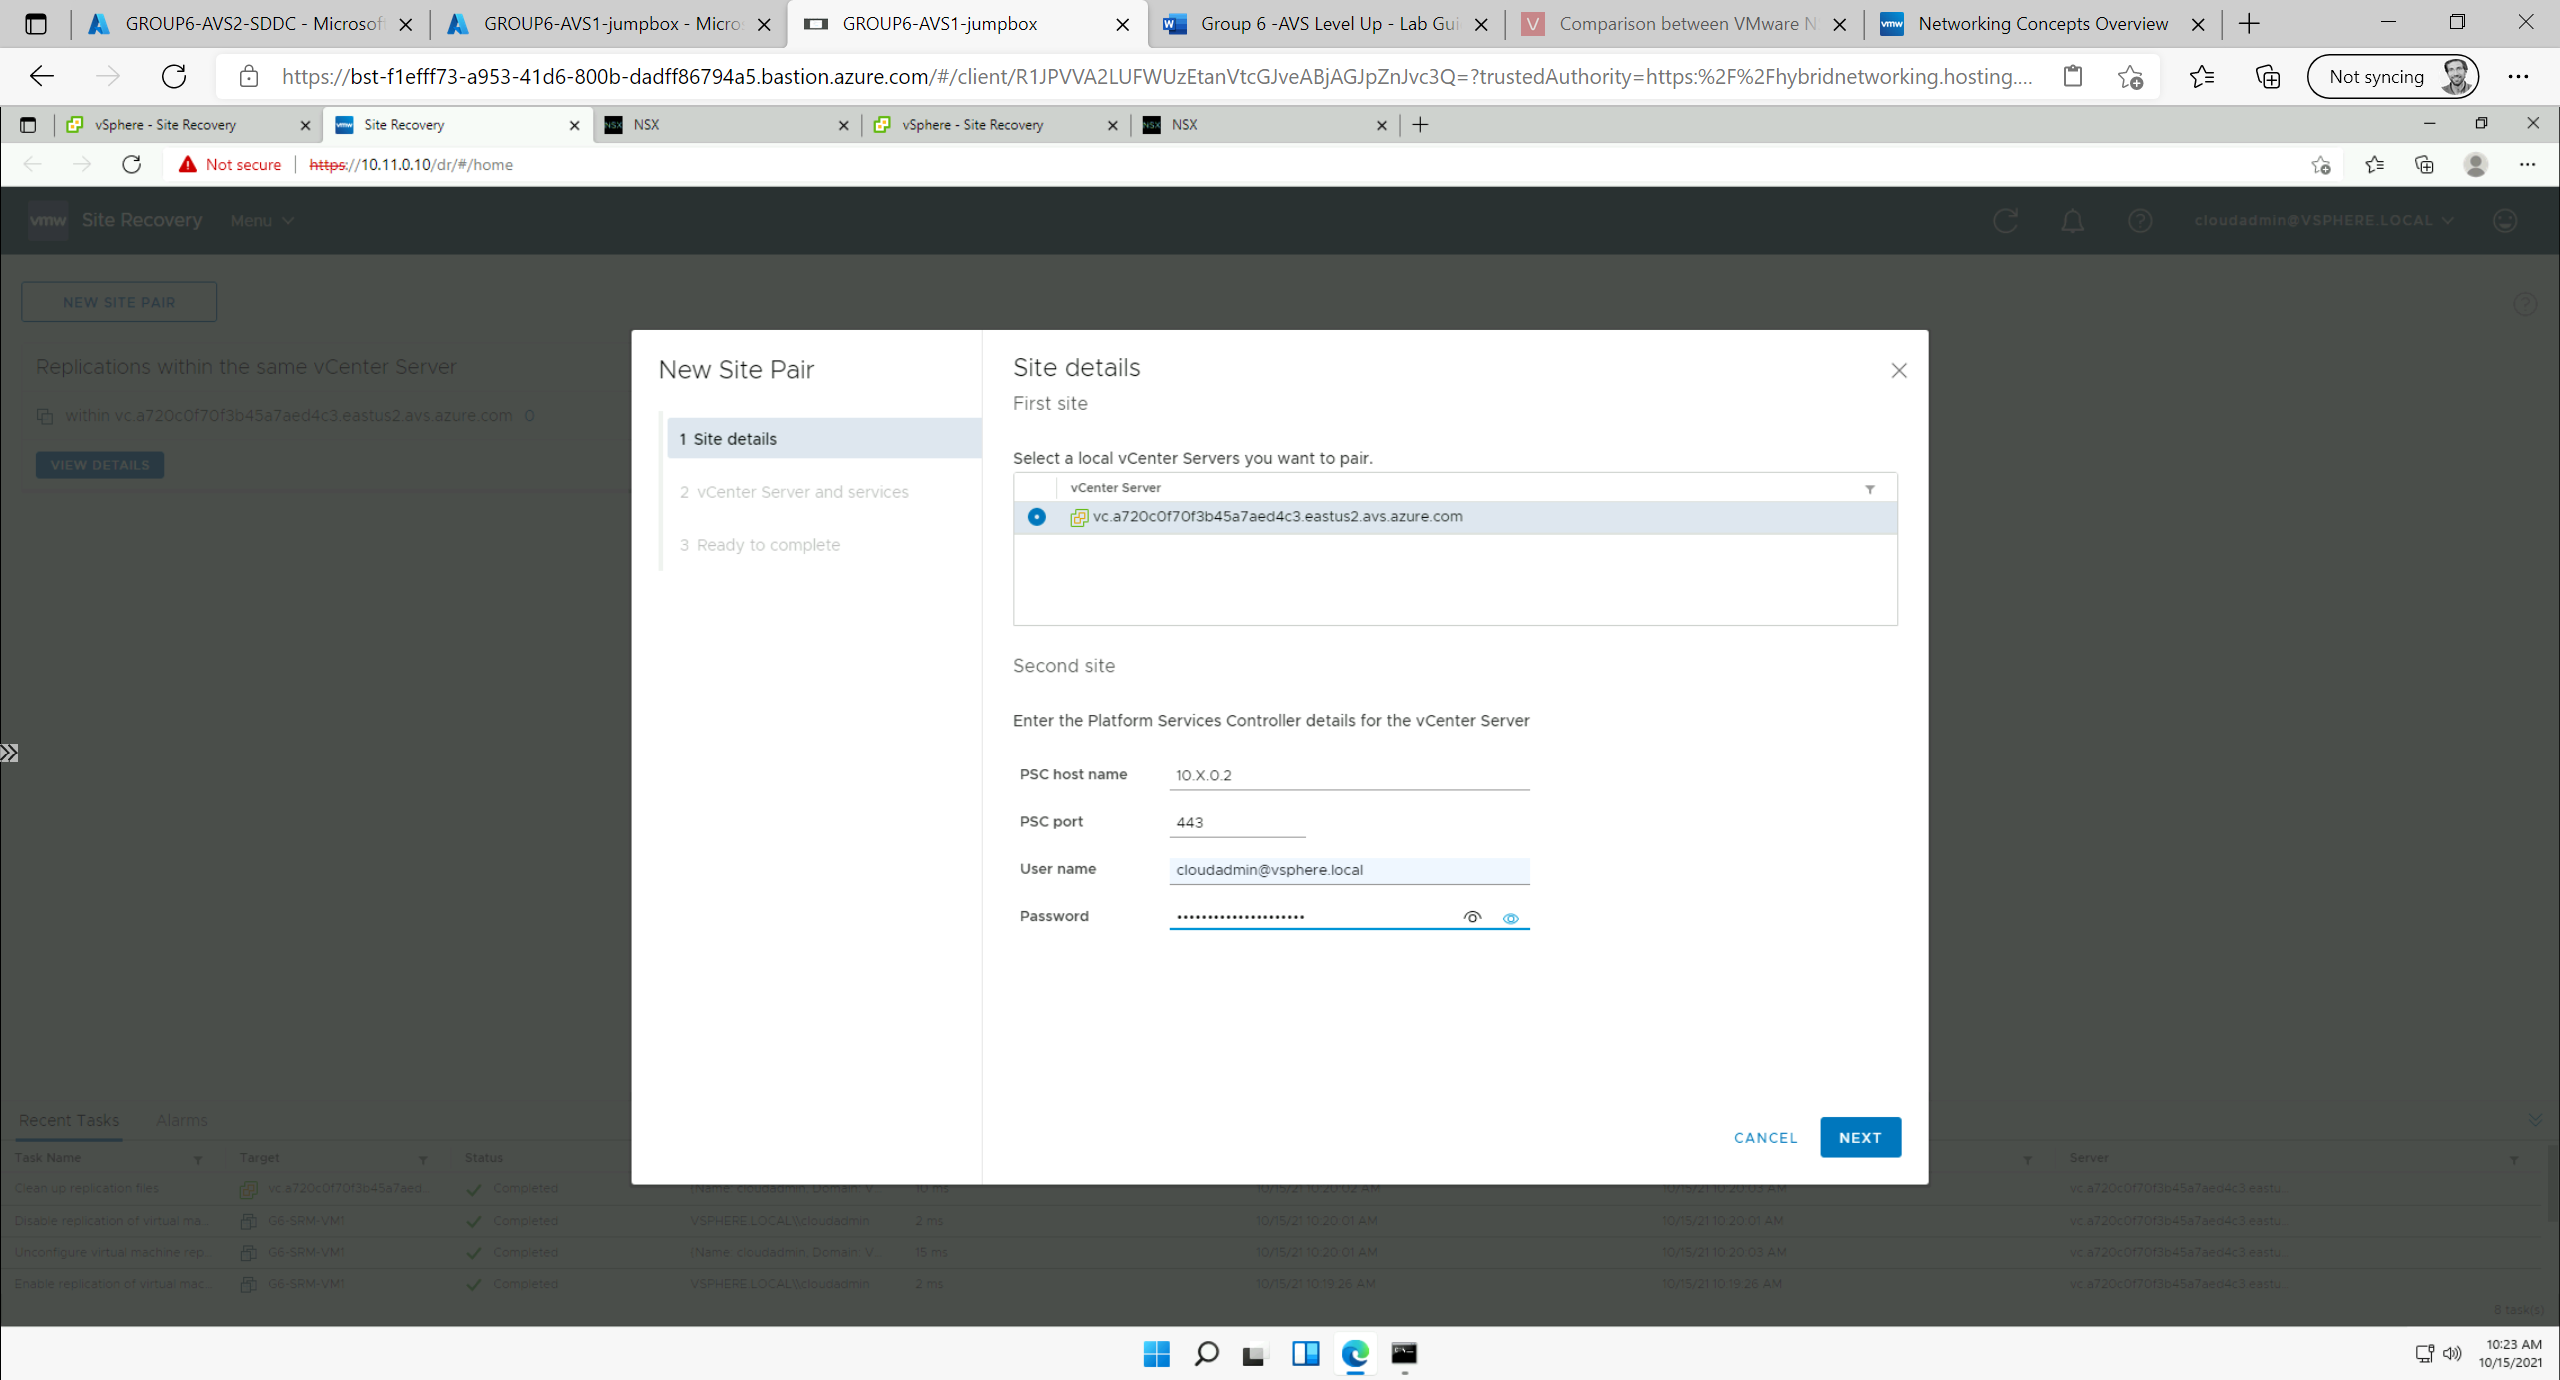 GROUP6-AVS2-SDDC - Microsoft
GROUP6-AVS1-jumpbox - Micro
GROUP6-AVS1-jumpbox
Group 6 -AVS Level Up - Lab Gui
Comparison between VMware N
Networking Concepts Overview
https://bst-f1efff73-a953-41d6-800b-dadff86794a5.bastion.azure.com/#/client/R1JPVVA2LUFWUzEtanVtcGJveABjAGJpZnJvc3Q=?trustedAuthority=https:%2F%2Fhybridnetworking.hosting....
Not syncing
vSphere - Site Recovery
Site Recovery
NSX
vSphere - Site Recovery
NSX
Not secure
https://10.11.0.10/dr/#/home
vmw Site Recovery Menu
cloudadmin@VSPHERE.LOCAL
NEW SITE PAIR
Replications within the same vCenter Server
within vc.a720c0f70f3b45a7aed4c3.eastus2.avs.azure.com 0
VIEW DETAILS
New Site Pair
1 Site details
2 vCenter Server and services
3 Ready to complete
Site details
First site
Select a local vCenter Servers you want to pair.
vCenter Server
vc.a720c0f70f3b45a7aed4c3.eastus2.avs.azure.com
Second site
Enter the Platform Services Controller details for the vCenter Server
PSC host name 10.X.0.2
PSC port 443
User name cloudadmin@vsphere.local
Password
CANCEL NEXT
Recent Tasks Alarms
Task Name Target Status Server
Clean up replication files vc.a720c0f70f3b45a7aed... Completed (Name: cloudadmin, Domain: V... 10 ms 10/15/21 10:20:02 AM 10/15/21 10:20:03 AM vc.a720c0f70f3b45a7aed4c3.eastu...
Disable replication of virtual ma... G6-SRM-VM1 Completed VSPHERE.LOCAL\\cloudadmin 2 ms 10/15/21 10:20:01 AM 10/15/21 10:20:01 AM vc.a720c0f70f3b45a7aed4c3.eastu...
Unconfigure virtual machine rep... G6-SRM-VM1 Completed (Name: cloudadmin, Domain: V... 15 ms 10/15/21 10:20:01 AM 10/15/21 10:20:03 AM vc.a720c0f70f3b45a7aed4c3.eastu...
Enable replication of virtual mac... G6-SRM-VM1 Completed VSPHERE.LOCAL\\cloudadmin 2 ms 10/15/21 10:19:26 AM 10/15/21 10:19:26 AM vc.a720c0f70f3b45a7aed4c3.eastu...
8 task(s)
10:23 AM
10/15/2021